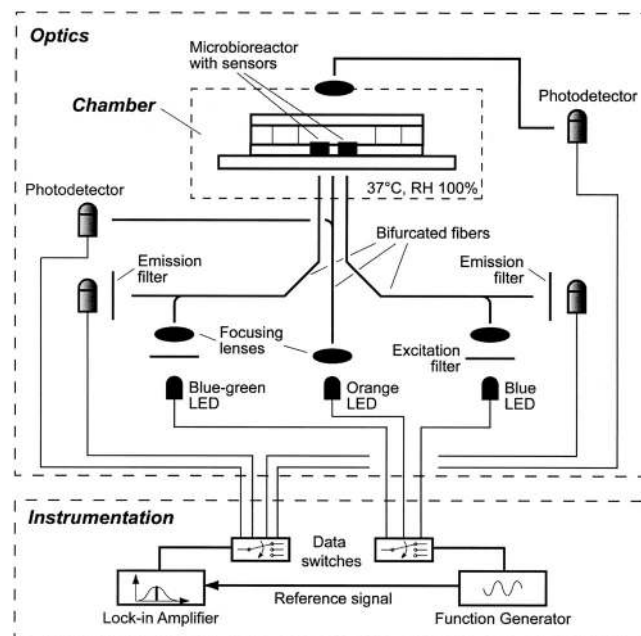 Optics
Microbioreactor
with sensors
Chamber
Photodetector
37°C, RH 100%
Photodetector
Bifurcated fibers
Emission
filter
Emission
filter
Focusing
lenses
Excitation
filter
Blue-green
LED
Orange
LED
Blue
LED
Instrumentation
Data
switches
Reference signal
Lock-in Amplifier
Function Generator